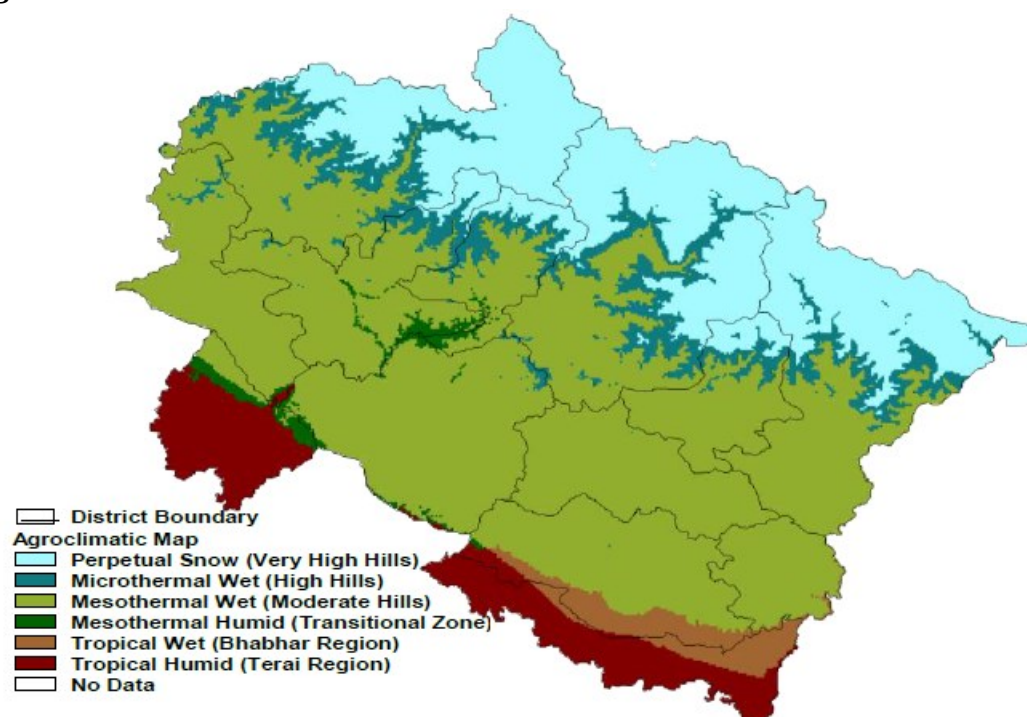 District Boundary
Agroclimatic Map
Perpetual Snow (Very High Hills)
Microthermal Wet (High Hills)
Mesothermal Wet (Moderate Hills)
Mesothermal Humid (Transitional Zone)
Tropical Wet (Bhabhar Region)
Tropical Humid (Terai Region)
No Data